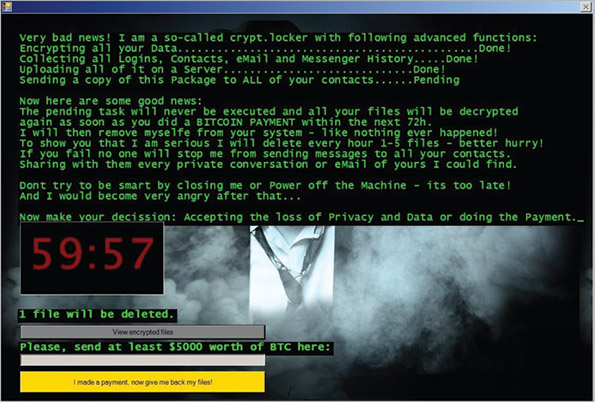 Very bad news! I am a so-called crypt.locker with following advanced functions:
Encrypting all your Data...............................................Done!
Collecting all Logins, Contacts, eMail and Messenger History.....Done!
Uploading all of it on a Server...........................Done!
Sending a copy of this Package to ALL of your contacts......Pending
Now here are some good news:
The pending task will never be executed and all your files will be decrypted
again as soon as you did a BITCOIN PAYMENT within the next 72h.
I will then remove myselfe from your system - like nothing ever happened!
To show you that I am serious I will delete every hour 1-5 files - better hurry!
If you fail no one will stop me from sending messages to all your contacts.
Sharing with them every private conversation or eMail of yours I could find.
Dont try to be smart by closing me or Power off the Machine - its too late!
And I would become very angry after that...
Now make your decission: Accepting the loss of Privacy and Data or doing the Payment._
59:57
1 file will be deleted.
View encrypted files
Please, send at least $5000 worth of BTC here:
I made a payment, now give me back my files!